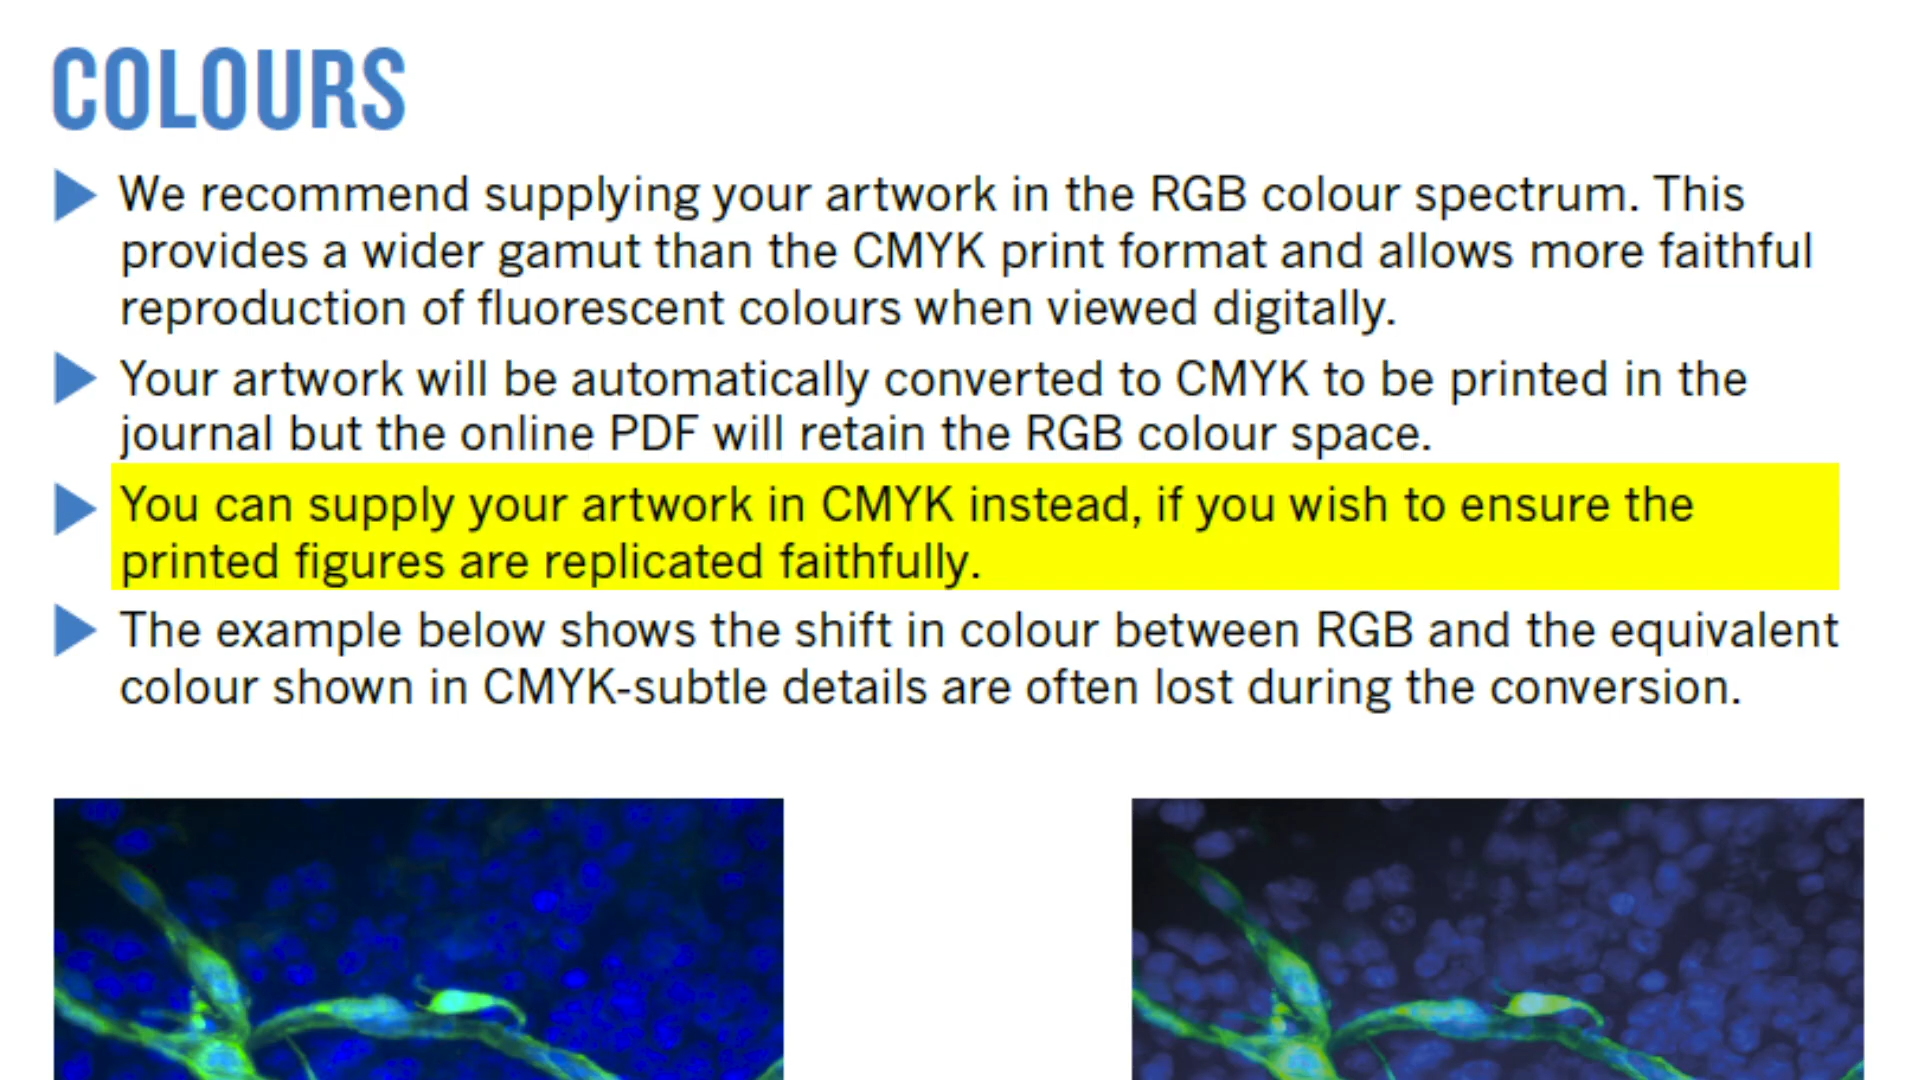 COLOURS
We recommend supplying your artwork in the RGB colour spectrum. This
provides a wider gamut than the CMYK print format and allows more faithful
reproduction of fluorescent colours when viewed digitally.
Your artwork will be automatically converted to CMYK to be printed in the
journal but the online PDF will retain the RGB colour space.
You can supply your artwork in CMYK instead, if you wish to ensure the
printed figures are replicated faithfully.
The example below shows the shift in colour between RGB and the equivalent
colour shown in CMYK-subtle details are often lost during the conversion.